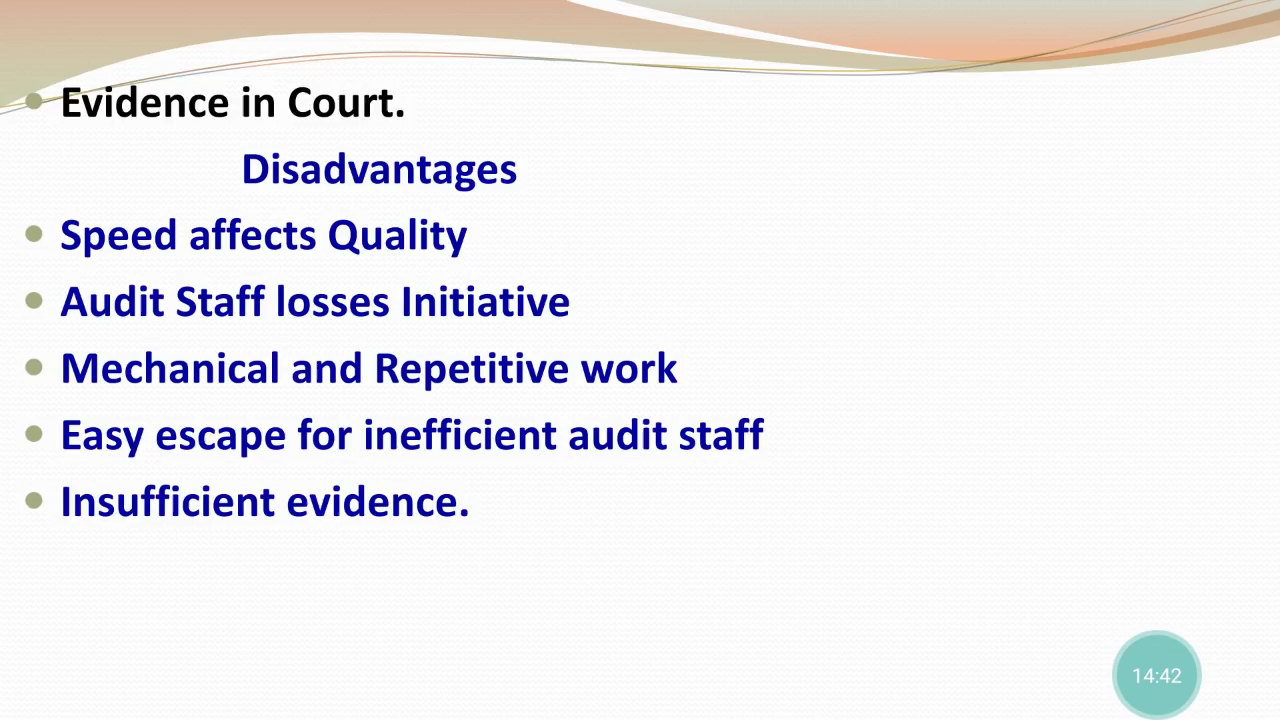 Evidence in Court.
Disadvantages
Speed affects Quality
Audit Staff losses Initiative
Mechanical and Repetitive work
Easy escape for inefficient audit staff
Insufficient evidence.
14:42